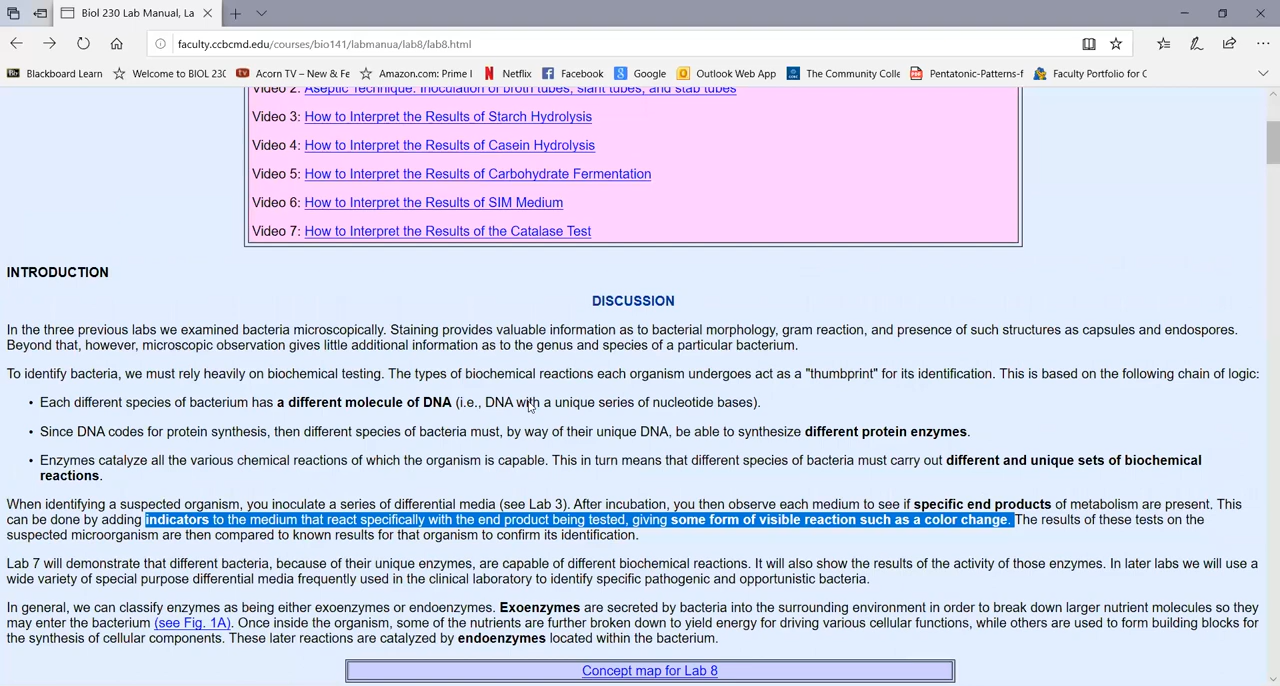 Biol 230 Lab Manual, La
faculty.ccbcmd.edu/courses/bio141/labmanua/lab8/lab8.html
Blackboard Learn Welcome to BIOL 230 Acorn TV – New & Fe Amazon.com: Prime I Netflix Facebook Google Outlook Web App The Community Colle Pentatonic-Patterns-f Faculty Portfolio for C
Video 2: Aseptic Technique: Inoculation of broth tubes, slant tubes, and stab tubes
Video 3: How to Interpret the Results of Starch Hydrolysis
Video 4: How to Interpret the Results of Casein Hydrolysis
Video 5: How to Interpret the Results of Carbohydrate Fermentation
Video 6: How to Interpret the Results of SIM Medium
Video 7: How to Interpret the Results of the Catalase Test
INTRODUCTION
DISCUSSION
In the three previous labs we examined bacteria microscopically. Staining provides valuable information as to bacterial morphology, gram reaction, and presence of such structures as capsules and endospores.
Beyond that, however, microscopic observation gives little additional information as to the genus and species of a particular bacterium.
To identify bacteria, we must rely heavily on biochemical testing. The types of biochemical reactions each organism undergoes act as a "thumbprint" for its identification. This is based on the following chain of logic:
• Each different species of bacterium has a different molecule of DNA (i.e., DNA with a unique series of nucleotide bases).
• Since DNA codes for protein synthesis, then different species of bacteria must, by way of their unique DNA, be able to synthesize different protein enzymes.
• Enzymes catalyze all the various chemical reactions of which the organism is capable. This in turn means that different species of bacteria must carry out different and unique sets of biochemical
reactions.
When identifying a suspected organism, you inoculate a series of differential media (see Lab 3). After incubation, you then observe each medium to see if specific end products of metabolism are present. This
can be done by adding indicators to the medium that react specifically with the end product being tested, giving some form of visible reaction such as a color change. The results of these tests on the
suspected microorganism are then compared to known results for that organism to confirm its identification.
Lab 7 will demonstrate that different bacteria, because of their unique enzymes, are capable of different biochemical reactions. It will also show the results of the activity of those enzymes. In later labs we will use a
wide variety of special purpose differential media frequently used in the clinical laboratory to identify specific pathogenic and opportunistic bacteria.
In general, we can classify enzymes as being either exoenzymes or endoenzymes. Exoenzymes are secreted by bacteria into the surrounding environment in order to break down larger nutrient molecules so they
may enter the bacterium (see Fig. 1A). Once inside the organism, some of the nutrients are further broken down to yield energy for driving various cellular functions, while others are used to form building blocks for
the synthesis of cellular components. These later reactions are catalyzed by endoenzymes located within the bacterium.
Concept map for Lab 8